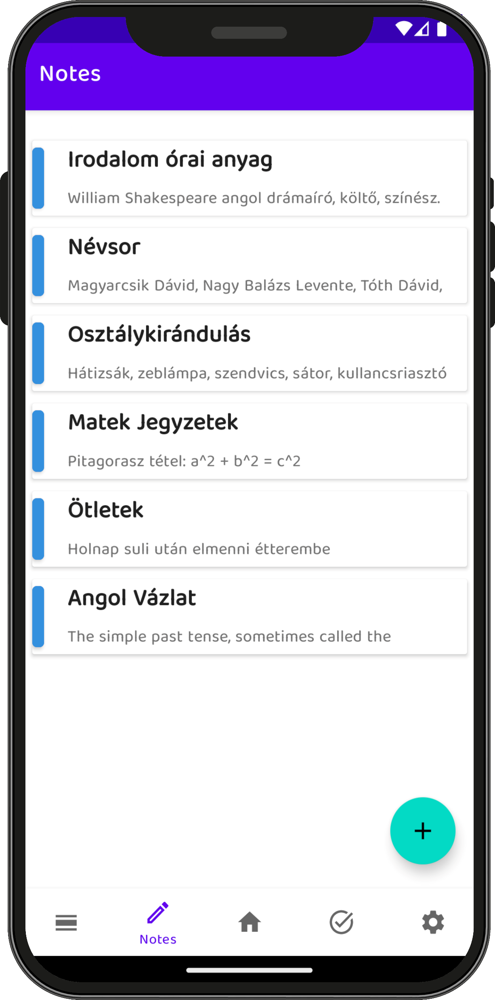 Notes
Irodalom órai anyag
William Shakespeare angol drámaíró, költő, színész.
Névsor
Magyarcsik Dávid, Nagy Balázs Levente, Tóth Dávid,
Osztálykirándulás
Hátizsák, zeblámpa, szendvics, sátor, kullancsriasztó
Matek Jegyzetek
Pitagorasz tétel: a^2 + b^2 = c^2
Ötletek
Holnap suli után elmenni étterembe
Angol Vázlat
The simple past tense, sometimes called the
+
Notes